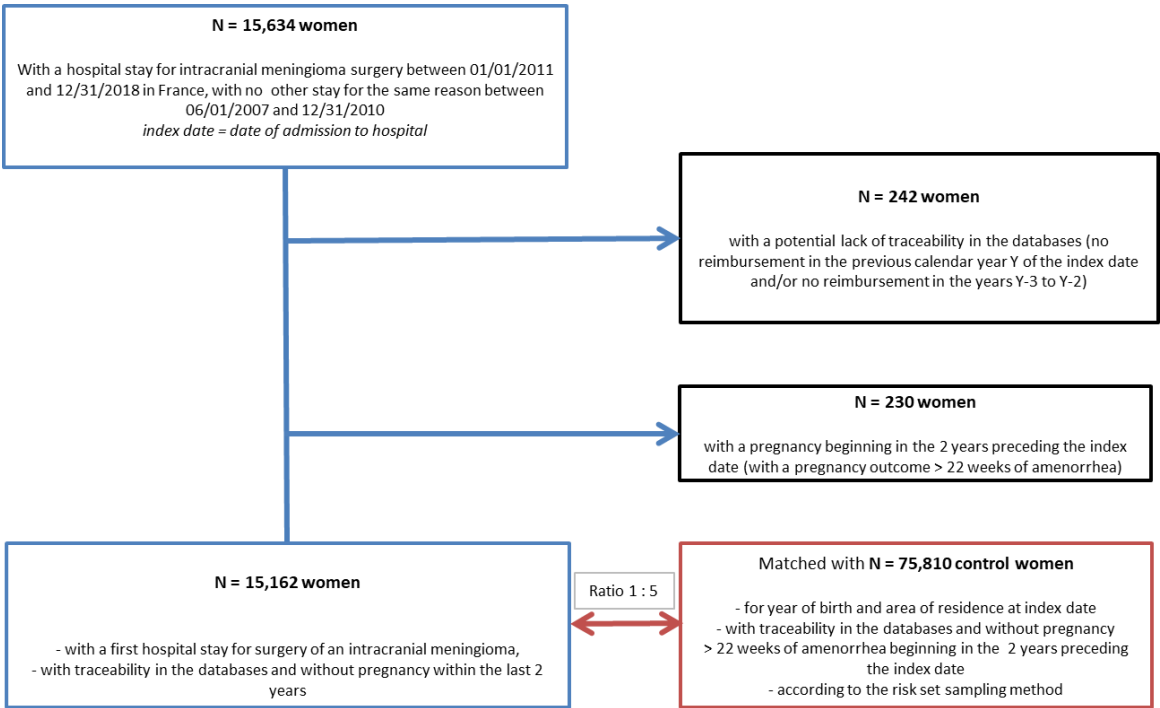 N = 15,634 women
With a hospital stay for intracranial meningioma surgery between 01/01/2011
and 12/31/2018 in France, with no other stay for the same reason between
06/01/2007 and 12/31/2010
index date = date of admission to hospital
N = 242 women
with a potential lack of traceability in the databases (no
reimbursement in the previous calendar year Y of the index date
and/or no reimbursement in the years Y-3 to Y-2)
N = 230 women
with a pregnancy beginning in the 2 years preceding the index
date (with a pregnancy outcome > 22 weeks of amenorrhea)
N = 15,162 women
- with a first hospital stay for surgery of an intracranial meningioma,
- with traceability in the databases and without pregnancy within the last 2
years
Ratio 1 : 5
Matched with N = 75,810 control women
- for year of birth and area of residence at index date
- with traceability in the databases and without pregnancy
> 22 weeks of amenorrhea beginning in the 2 years preceding
the index date
- according to the risk set sampling method